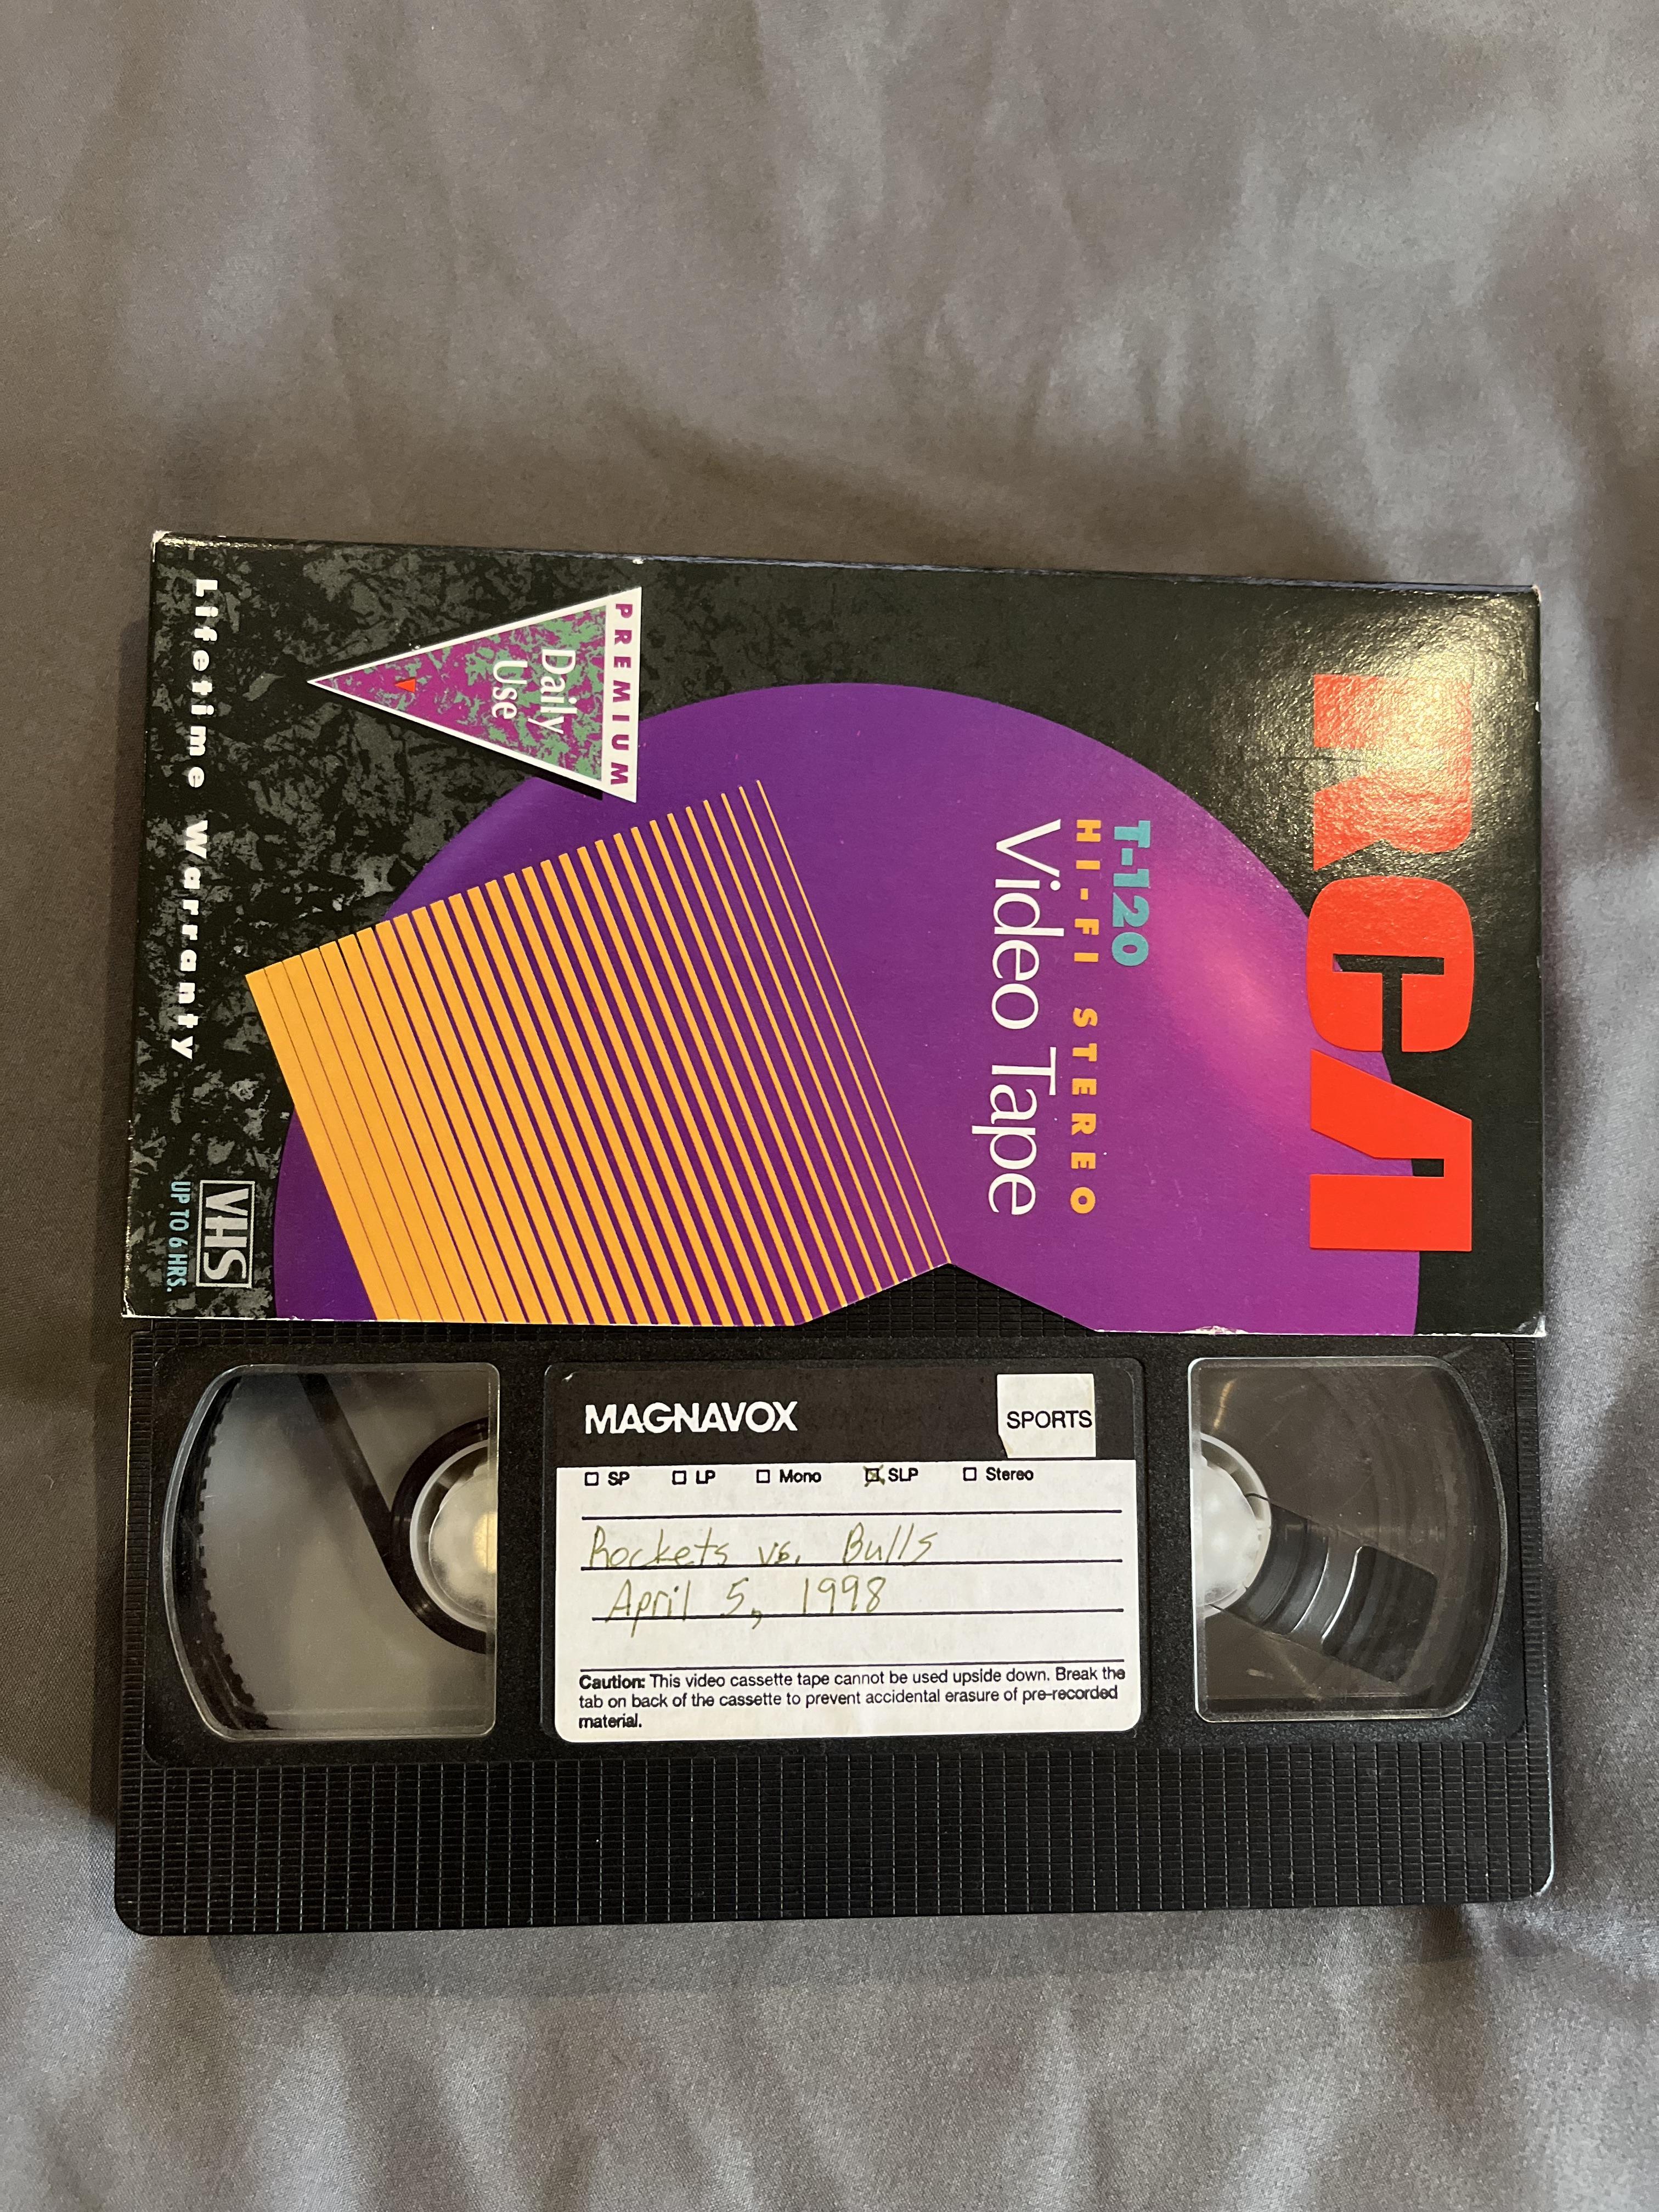 RCA
T-120
HI-FI STEREO
Video Tape
PREMIUM
Daily
Use
Lifetime Warranty
VHS
UP TO 6 HRS.
MAGNAVOX
SPORTS
SP LP Mono SLP Stereo
Rockets vs. Bulls
April 5, 1998
Caution: This video cassette tape cannot be used upside down. Break the
tab on back of the cassette to prevent accidental erasure of pre-recorded
material.